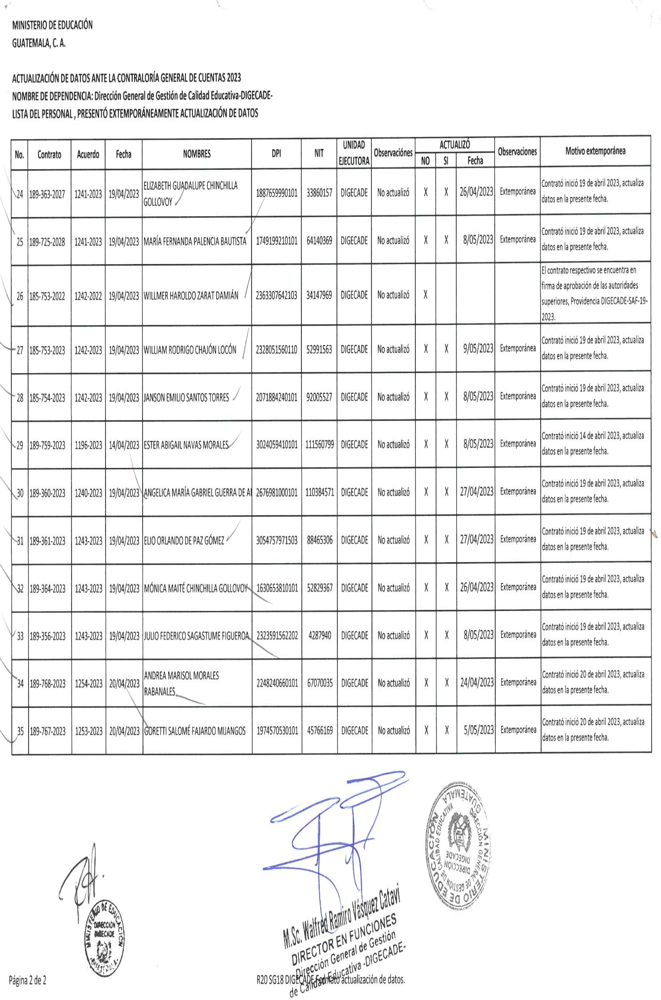 MINISTERIO DE EDUCACIÓN
GUATEMALA, C. A.
ACTUALIZACIÓN DE DATOS ANTE LA CONTRALORÍA GENERAL DE CUENTAS 2023
NOMBRE DE DEPENDENCIA: Dirección General de Gestión de Calidad Educativa-DIGECADE-
LISTA DEL PERSONAL , PRESENTÓ EXTEMPORÁNEAMENTE ACTUALIZACIÓN DE DATOS
No. Contrato Acuerdo Fecha NOMBRES DPI NIT UNIDAD EJECUTORA Observaciónes ACTUALIZÓ NO SI Fecha Observaciones Motivo extemporánea
24 189-363-2027 1241-2023 19/04/2023 ELIZABETH GUADALUPE CHINCHILLA GOLLOVOY 1887659990101 33860157 DIGECADE No actualizó X X 26/04/2023 Extemporánea Contrató inició 19 de abril 2023, actualiza datos en la presente fecha.
25 189-725-2028 1241-2023 19/04/2023 MARÍA FERNANDA PALENCIA BAUTISTA 1749199210101 64140369 DIGECADE No actualizó X X 8/05/2023 Extemporánea Contrató inició 19 de abril 2023, actualiza datos en la presente fecha.
26 185-753-2022 1242-2022 19/04/2023 WILLMER HAROLDO ZARAT DAMIÁN 2363307642103 34147969 DIGECADE No actualizó X El contrato respectivo se encuentra en firma de aprobación de las autoridades superiores, Providencia DIGECADE-SAF-19-2023.
27 185-753-2023 1242-2023 19/04/2023 WILLIAM RODRIGO CHAJÓN LOCÓN 2328051560110 52991563 DIGECADE No actualizó X X 9/05/2023 Extemporánea Contrató inició 19 de abril 2023, actualiza datos en la presente fecha.
28 185-754-2023 1242-2023 19/04/2023 JANSON EMILIO SANTOS TORRES 2071884240101 92005527 DIGECADE No actualizó X X 8/05/2023 Extemporánea Contrató inició 19 de abril 2023, actualiza datos en la presente fecha.
29 189-759-2023 1196-2023 14/04/2023 ESTER ABIGAIL NAVAS MORALES 3024059410101 111560799 DIGECADE No actualizó X X 8/05/2023 Extemporánea Contrató inició 14 de abril 2023, actualiza datos en la presente fecha.
30 189-360-2023 1240-2023 19/04/2023 ANGELICA MARÍA GABRIEL GUERRA DE AI 2676981000101 110384571 DIGECADE No actualizó X X 27/04/2023 Extemporánea Contrató inició 19 de abril 2023, actualiza datos en la presente fecha.
31 189-361-2023 1243-2023 19/04/2023 ELIO ORLANDO DE PAZ GÓMEZ 3054757971503 88465306 DIGECADE No actualizó X X 27/04/2023 Extemporánea Contrató inició 19 de abril 2023, actualiza datos en la presente fecha.
32 189-364-2023 1243-2023 19/04/2023 MÓNICA MAITÉ CHINCHILLA GOLLOVOY 1630653810101 52829367 DIGECADE No actualizó X X 26/04/2023 Extemporánea Contrató inició 19 de abril 2023, actualiza datos en la presente fecha.
33 189-356-2023 1243-2023 19/04/2023 JULIO FEDERICO SAGASTUME FIGUEROA 2323591562202 4287940 DIGECADE No actualizó X X 8/05/2023 Extemporánea Contrató inició 19 de abril 2023, actualiza datos en la presente fecha.
34 189-768-2023 1254-2023 20/04/2023 ANDREA MARISOL MORALES RABANALES 2248240660101 67070035 DIGECADE No actualizó X X 24/04/2023 Extemporánea Contrató inició 20 de abril 2023, actualiza datos en la presente fecha.
35 189-767-2023 1253-2023 20/04/2023 GORETTI SALOMÉ FAJARDO MIJANGOS 1974570530101 45766169 DIGECADE No actualizó X X 5/05/2023 Extemporánea Contrató inició 20 de abril 2023, actualiza datos en la presente fecha.
MINISTERIO DE EDUCACIÓN
DIRECCIÓN GENERAL DE GESTIÓN DE CALIDAD EDUCATIVA
DIRECCIÓN
DIGECADE
GUATEMALA
MINISTERIO DE EDUCACIÓN
DIRECCIÓN
DIGECADE
GUATEMALA
M.Sc. Walfred Ramiro Vásquez Catavi
DIRECTOR EN FUNCIONES
Dirección General de Gestión
de Calidad Educativa -DIGECADE-
Página 2 de 2
R20 SG18 DIGECADE Formato actualización de datos.